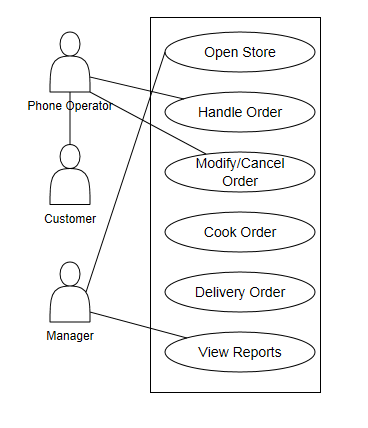 Open Store
Phone Operator
Handle Order
Modify/Cancel
Order
Customer
Cook Order
Delivery Order
Manager
View Reports